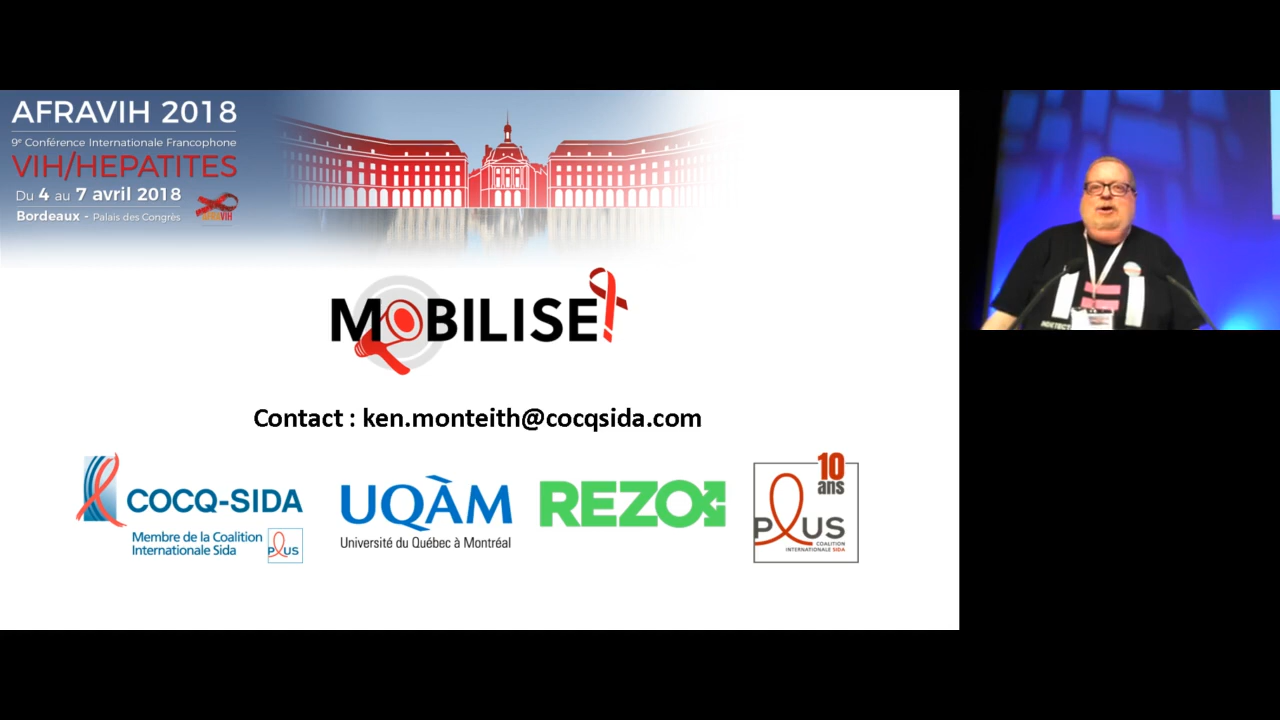 AFRAVIH 2018
9e Conférence Internationale Francophone
VIH/HEPATITES
Du 4 au 7 avril 2018
Bordeaux - Palais des Congrès
AFRAVIH
MOBILISE!
Contact : ken.monteith@cocqsida.com
COCQ-SIDA
Membre de la Coalition
Internationale Sida
PLUS
UQÀM
Université du Québec à Montréal
REZO
10
ans
PLUS
COALITION
INTERNATIONALE SIDA
INDETECT